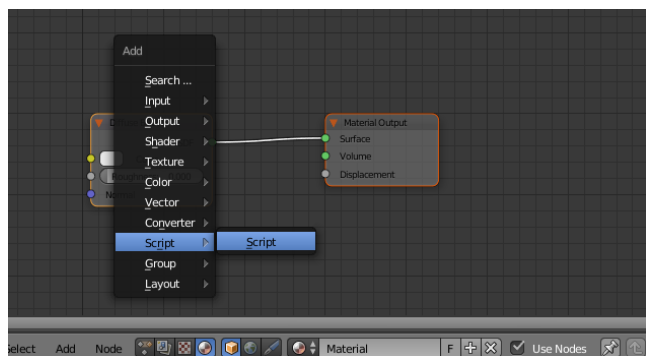 Add
Search ...
Input
Output
Shader
Texture
Color
Vector
Converter
Script
Script
Group
Layout
Material Output
Surface
Volume
Displacement
Select Add Node Material F Use Nodes